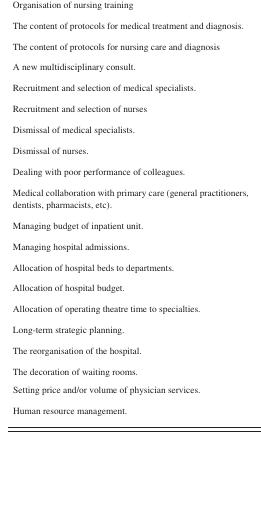 Organisation of nursing training
The content of protocols for medical treatment and diagnosis.
The content of protocols for nursing care and diagnosis
A new multidisciplinary consult.
Recruitment and selection of medical specialists.
Recruitment and selection of nurses
Dismissal of medical specialists.
Dismissal of nurses.
Dealing with poor performance of colleagues.
Medical collaboration with primary care (general practitioners,
dentists, pharmacists, etc).
Managing budget of inpatient unit.
Managing hospital admissions.
Allocation of hospital beds to departments.
Allocation of hospital budget.
Allocation of operating theatre time to specialties.
Long-term strategic planning.
The reorganisation of the hospital.
The decoration of waiting rooms.
Setting price and/or volume of physician services.
Human resource management.